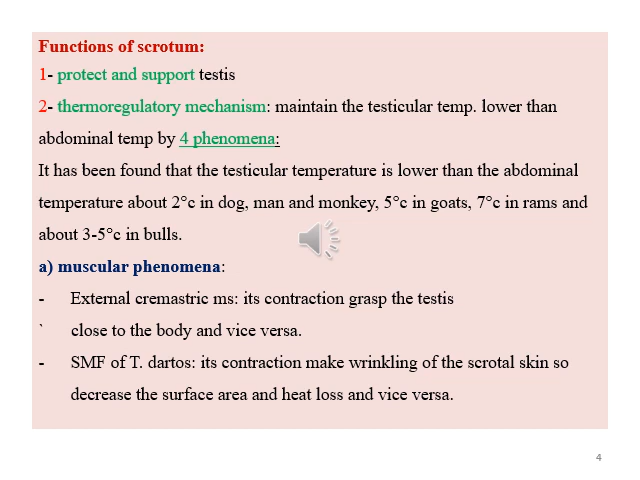 Functions of scrotum:
1- protect and support testis
2- thermoregulatory mechanism: maintain the testicular temp. lower than
abdominal temp by 4 phenomena:
It has been found that the testicular temperature is lower than the abdominal
temperature about 2°c in dog, man and monkey, 5°c in goats, 7°c in rams and
about 3-5°c in bulls.
a) muscular phenomena:
- External cremastric ms: its contraction grasp the testis
` close to the body and vice versa.
- SMF of T. dartos: its contraction make wrinkling of the scrotal skin so
decrease the surface area and heat loss and vice versa.
4